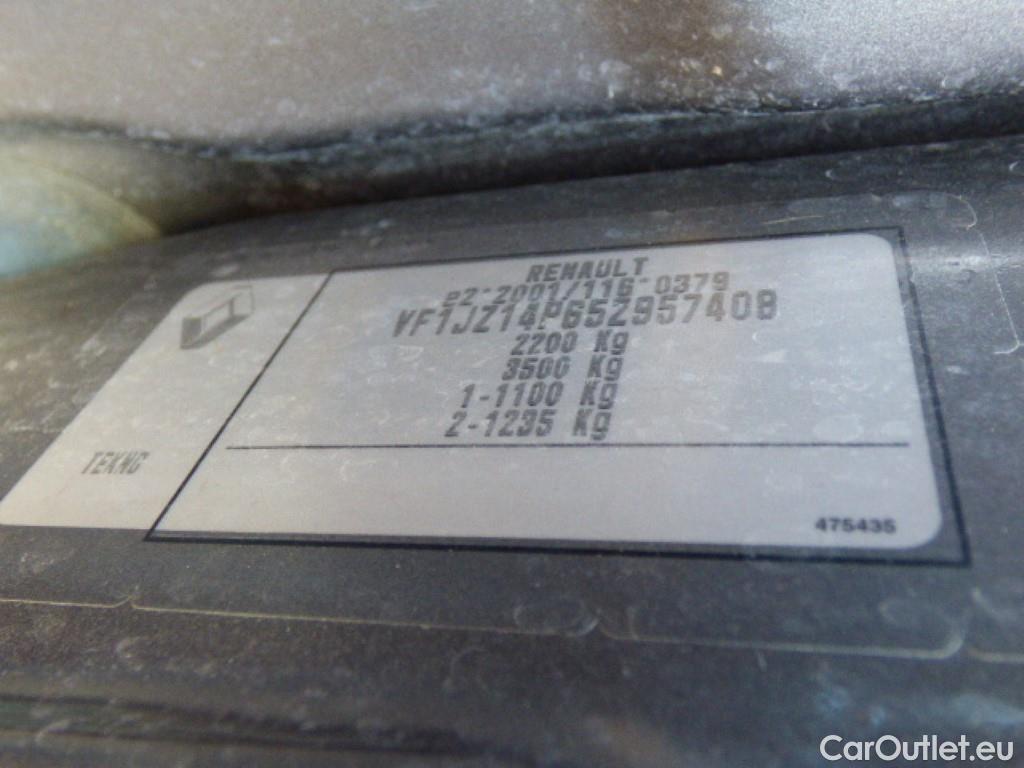 RENAULT
e2*2001/116*0379
VF1JZ14P65Z957408
2200 Kg
3500 Kg
1-1100 Kg
2-1235 Kg
475435
CarOutlet.eu